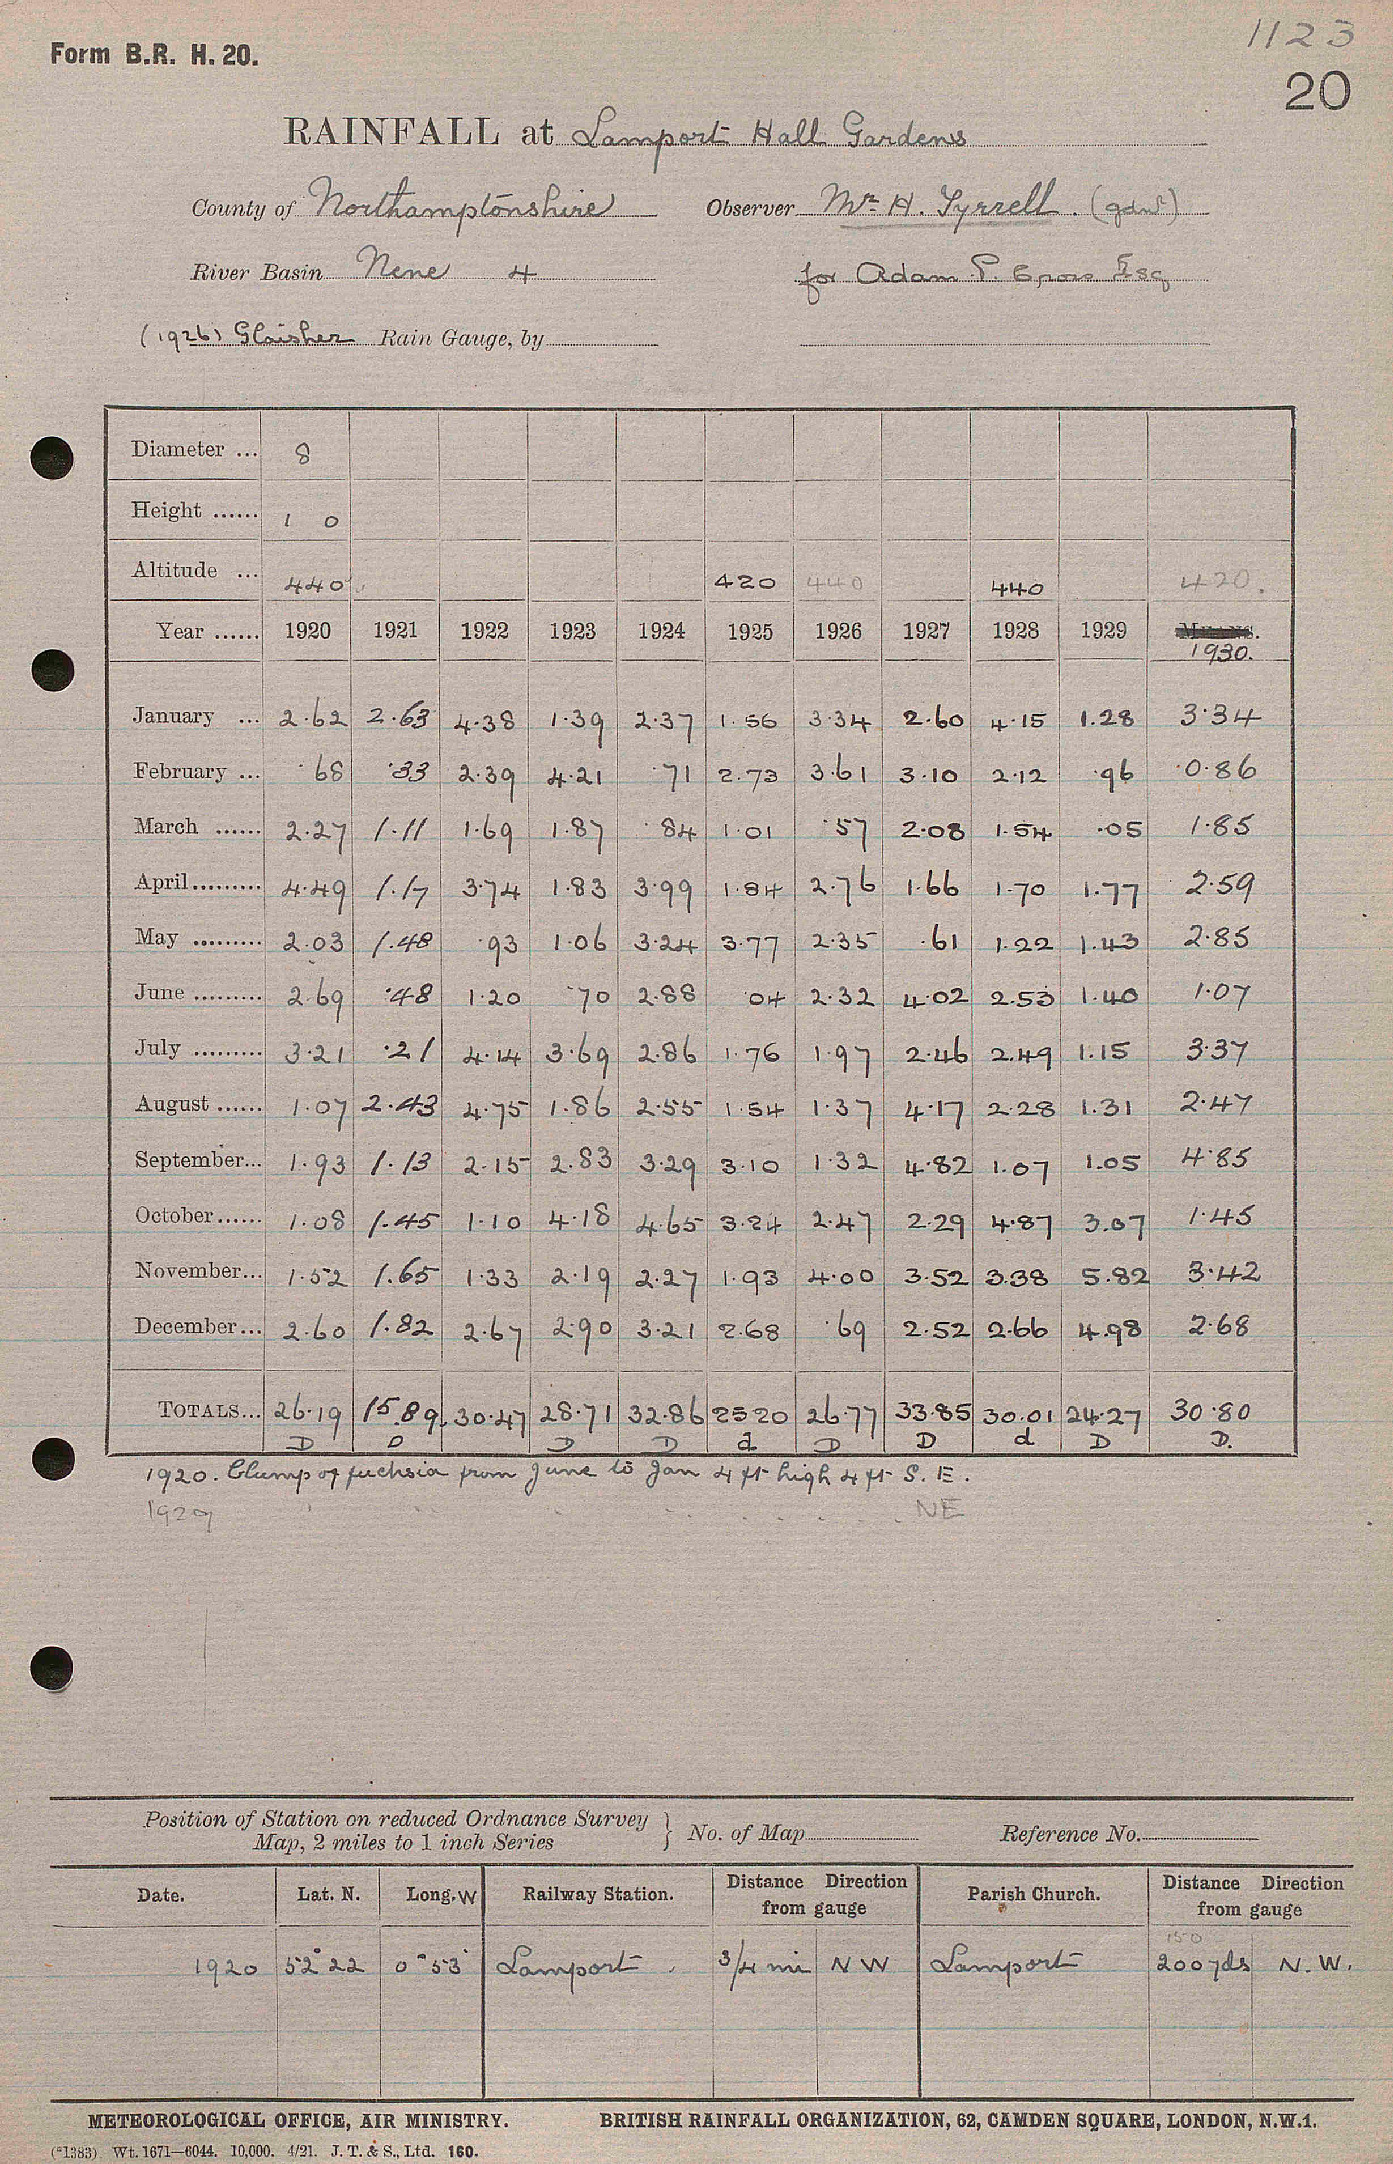 1123
Form B.R. H. 20.
20
RAINFALL at Lamport Hall Gardens
County of Northamptonshire Observer Mr H. Tyrrell. (gdnr)
River Basin Nene 4 for Adam P. Esq
(1926) Glaisher Rain Gauge, by
Diameter ... 8
Height ...... 1 0
Altitude ... 440 420 440 440 420.
Year ...... 1920 1921 1922 1923 1924 1925 1926 1927 1928 1929 MEANS.
1930.
January ... 2.62 2.63 4.38 1.39 2.37 1.56 3.34 2.60 4.15 1.28 3.34
February ... .68 .33 2.39 4.21 .71 2.73 3.61 3.10 2.12 .96 0.86
March ...... 2.27 1.11 1.69 1.87 .84 1.01 .57 2.08 1.54 .05 1.85
April ......... 4.49 1.17 3.74 1.83 3.99 1.84 2.76 1.66 1.70 1.77 2.59
May ......... 2.03 1.48 .93 1.06 3.24 3.77 2.35 .61 1.22 1.43 2.85
June ......... 2.69 .48 1.20 .70 2.88 .04 2.32 4.02 2.53 1.40 1.07
July ......... 3.21 .21 4.14 3.69 2.86 1.76 1.97 2.46 2.49 1.15 3.37
August ...... 1.07 2.43 4.75 1.86 2.55 1.54 1.37 4.17 2.28 1.31 2.47
September... 1.93 1.13 2.15 2.83 3.29 3.10 1.32 4.82 1.07 1.05 4.85
October ...... 1.08 1.45 1.10 4.18 4.65 3.24 2.47 2.29 4.87 3.07 1.45
November... 1.52 1.65 1.33 2.19 2.27 1.93 4.00 3.52 3.38 5.82 3.42
December... 2.60 1.82 2.67 2.90 3.21 2.68 .69 2.52 2.66 4.98 2.68
TOTALS... 26.19 15.89 30.47 28.71 32.86 25 20 26.77 33.85 30.01 24.27 30.80
D D D D d D D d D D.
1920. Clump of fuchsia from June to Jan 4 ft high 4 ft S. E.
1929 NE
Position of Station on reduced Ordnance Survey
Map, 2 miles to 1 inch Series } No. of Map Reference No.
Date. Lat. N. Long. W Railway Station. Distance Direction from gauge Parish Church. Distance Direction from gauge
150
1920 52° 22 0° 53' Lamport 3/4 mi N W Lamport 200 yds N. W.
METEOROLOGICAL OFFICE, AIR MINISTRY. BRITISH RAINFALL ORGANIZATION, 62, CAMDEN SQUARE, LONDON, N.W.1.
(*1383) Wt. 1671—6044. 10,000. 4/21. J. T. & S., Ltd. 160.